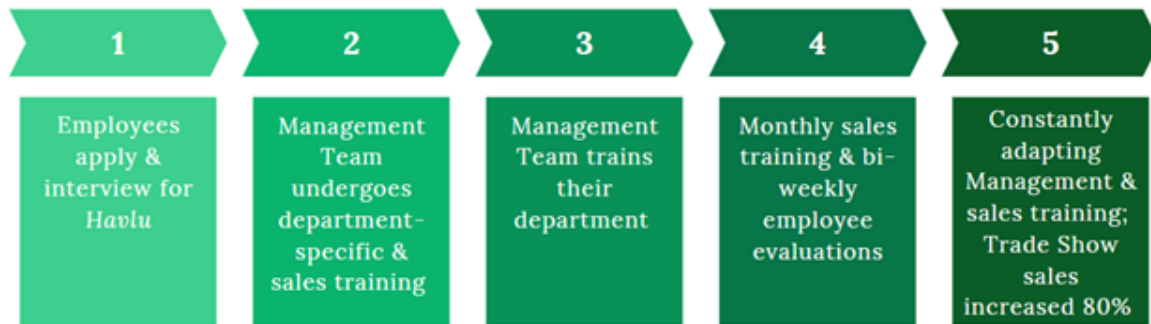 1
Employees
apply &
interview for
Havlu
2
Management
Team
undergoes
department-
specific &
sales training
3
Management
Team trains
their
department
4
Monthly sales
training & bi-
weekly
employee
evaluations
5
Constantly
adapting
Management &
sales training;
Trade Show
sales
increased 80%